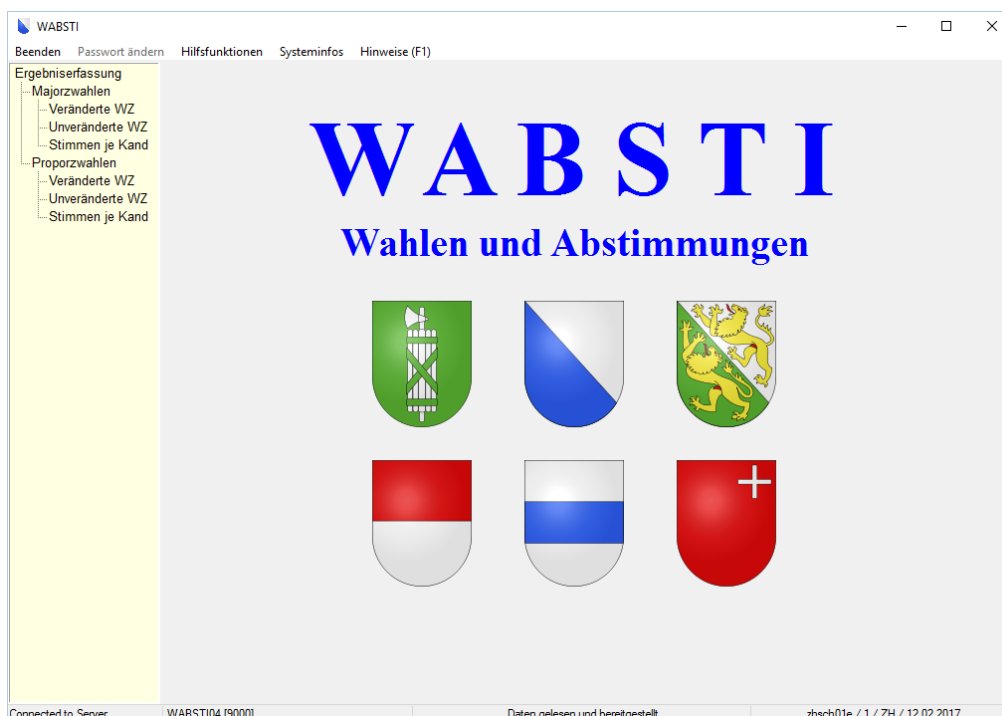 WABSTI
Beenden Passwort ändern Hilfsfunktionen Systeminfos Hinweise (F1)
Ergebniserfassung
Majorzwahlen
Veränderte WZ
Unveränderte WZ
Stimmen je Kand
Proporzwahlen
Veränderte WZ
Unveränderte WZ
Stimmen je Kand
W A B S T I
Wahlen und Abstimmungen
Connected to Server WABSTI04 [9000] Daten gelesen und bereitgestellt zhsch01e / 1 / ZH / 12.02.2017